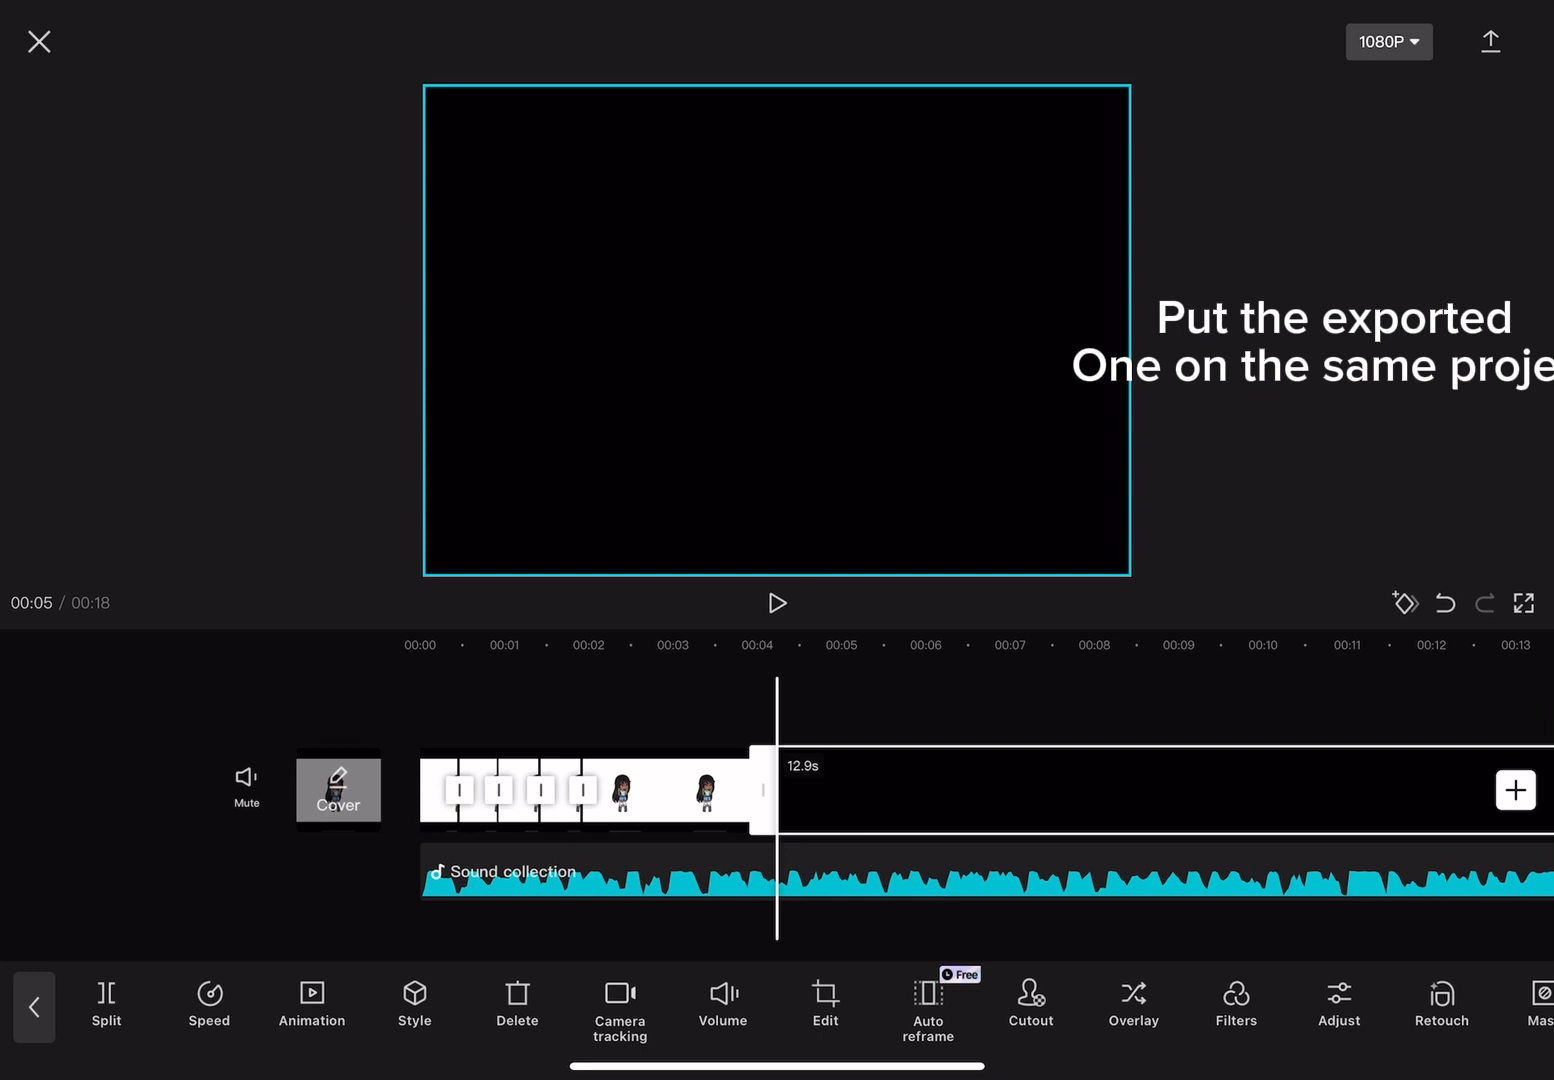 1080P
Put the exported
One on the same proje
00:05 / 00:18
00:00 00:01 00:02 00:03 00:04 00:05 00:06 00:07 00:08 00:09 00:10 00:11 00:12 00:13
12.9s
Mute
Cover
Sound collection
Free
Split Speed Animation Style Delete Camera tracking Volume Edit Auto reframe Cutout Overlay Filters Adjust Retouch Mas